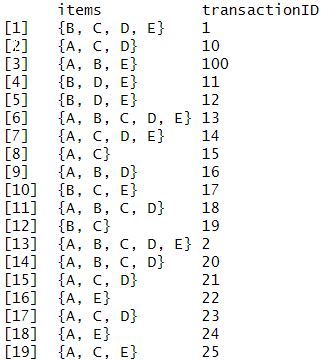 items transactionID
[1] {B, C, D, E} 1
[2] {A, C, D} 10
[3] {A, B, E} 100
[4] {B, D, E} 11
[5] {B, D, E} 12
[6] {A, B, C, D, E} 13
[7] {A, C, D, E} 14
[8] {A, C} 15
[9] {A, B, D} 16
[10] {B, C, E} 17
[11] {A, B, C, D} 18
[12] {B, C} 19
[13] {A, B, C, D, E} 2
[14] {A, B, C, D} 20
[15] {A, C, D} 21
[16] {A, E} 22
[17] {A, C, D} 23
[18] {A, E} 24
[19] {A, C, E} 25